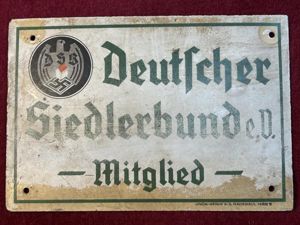 DSB
Deutſcher
Siedlerbund e.V.
— Mitglied —